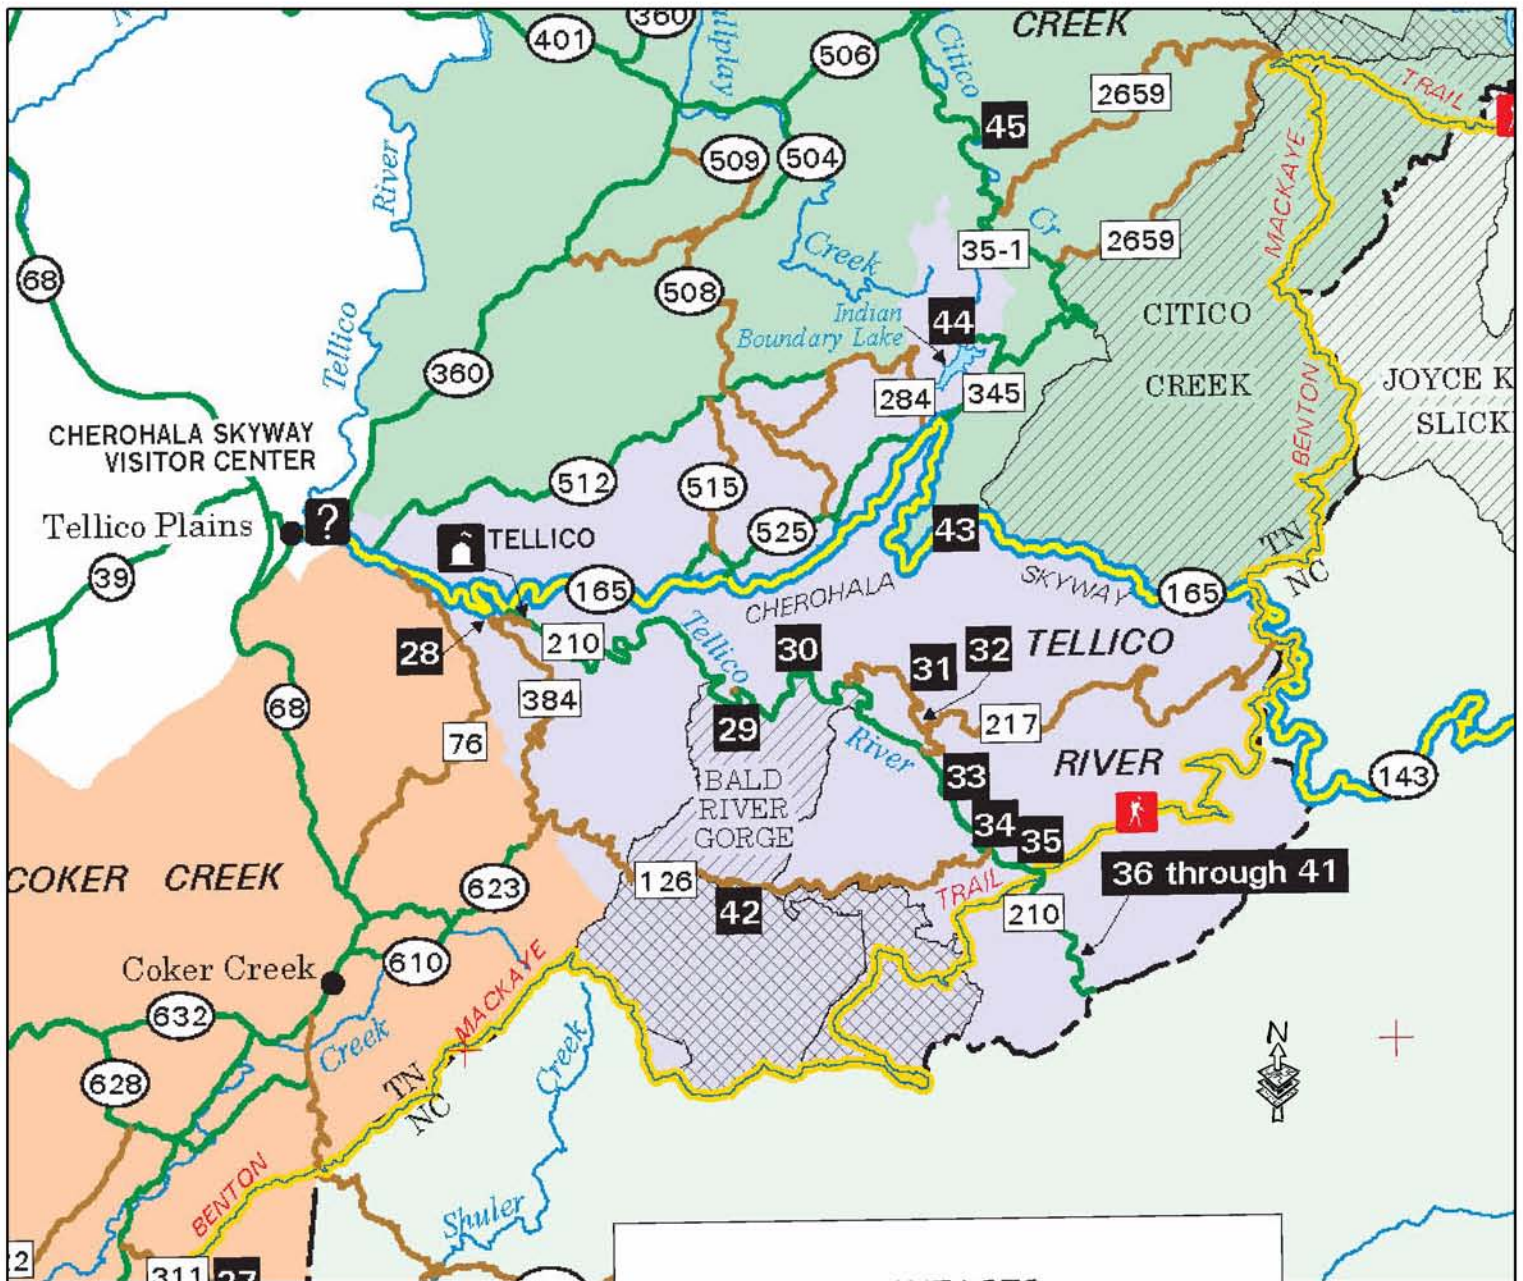 401
360
506
Citico
CREEK
2659
TRAIL
45
509
504
River
MACKAYE
68
Creek
Cr
35-1
2659
508
Indian
Boundary Lake
44
CITICO
CREEK
Tellico
360
284
345
BENTON
JOYCE K
SLICK
CHEROHALA SKYWAY
VISITOR CENTER
512
515
Tellico Plains
?
TELLICO
525
43
TN
NC
39
165
CHEROHALA
SKYWAY
165
28
210
Tellico
30
31
32
TELLICO
68
384
29
217
76
River
RIVER
143
BALD
RIVER
GORGE
33
34
35
COKER CREEK
623
126
42
TRAIL
36 through 41
210
Coker Creek
610
MACKAYE
632
Creek
Creek
N
628
TN
NC
BENTON
Shuler
311